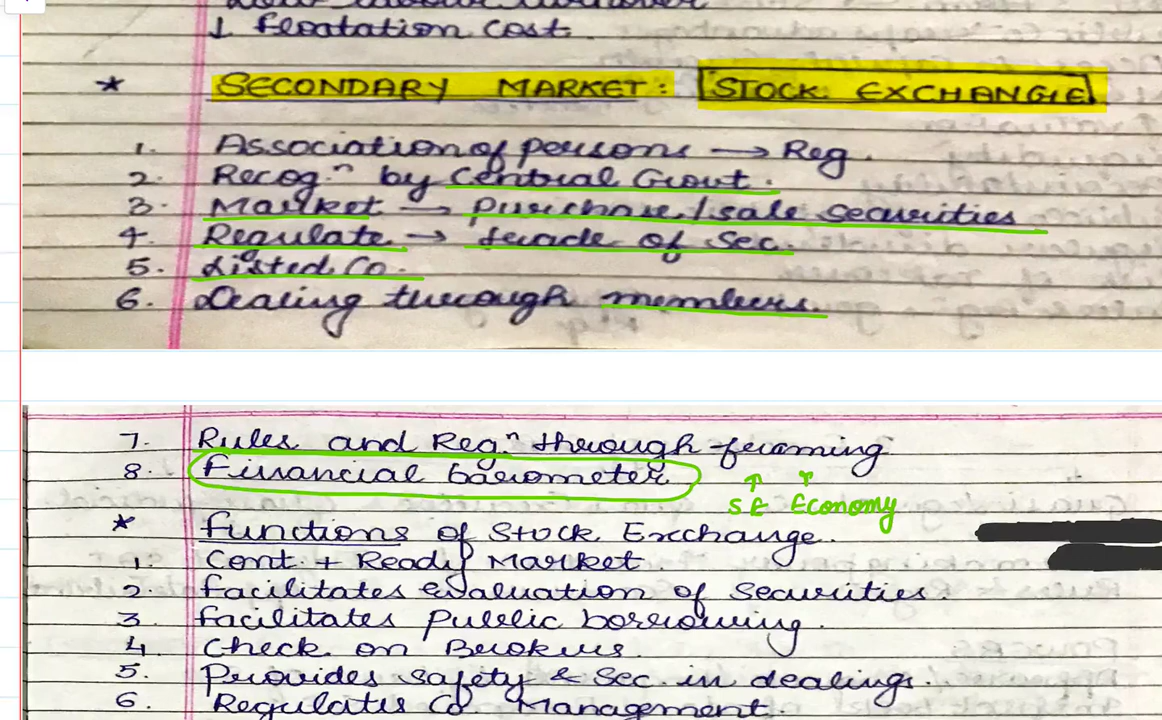 ↓ floatation cost.
* SECONDARY MARKET: STOCK EXCHANGE
1. Association of persons → Reg.
2. Recog.n by Central Govt.
3. Market → purchase/sale securities
4. Regulate → trade of Sec.
5. Listed Co.
6. Dealing through members.
7. Rules and Reg.n through framing
8. Financial barometer ↑ ↑
SE Economy
* Functions of Stock Exchange.
1. Cont. + Ready Market.
2. Facilitates evaluation of Securities.
3. Facilitates Public borrowing.
4. Check on Brokers.
5. Provides safety & Sec. in dealings.
6. Regulates Co. Management.